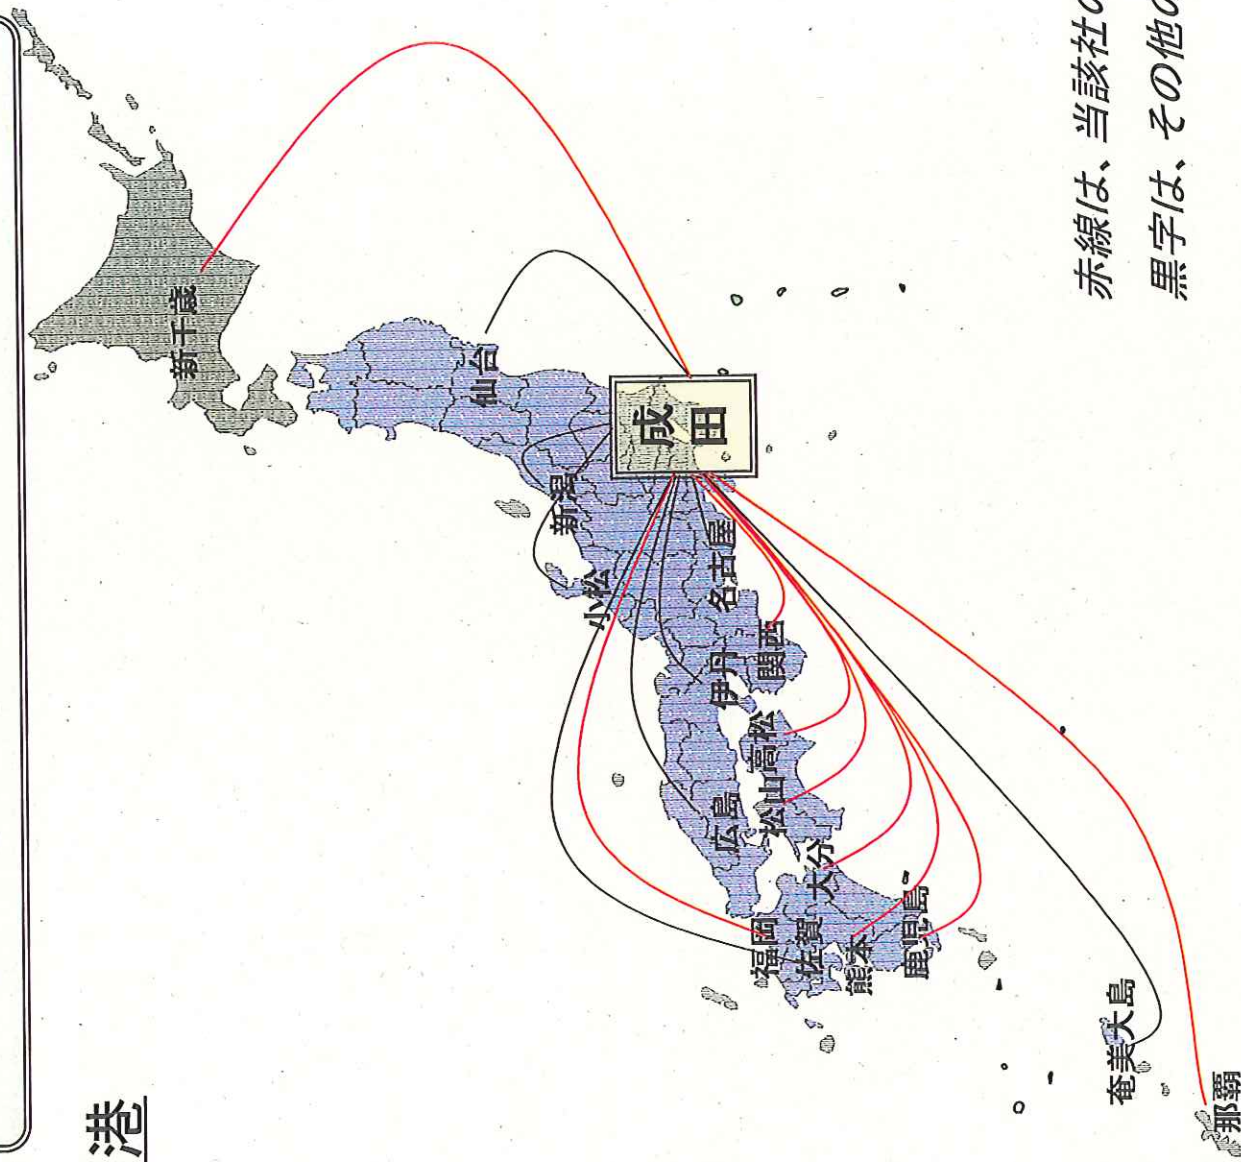 港
新千歳
仙台
成
田
新潟
小松
名古屋
関西
伊丹
高松
松山
広島
大分
福岡
佐賀
熊本
鹿児島
奄美大島
那覇
赤線は、当該社の
黒字は、その他の